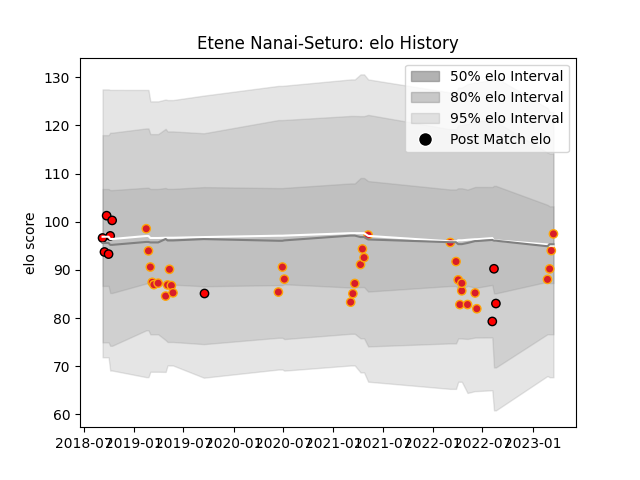 Etene Nanai-Seturo: elo History
50% elo Interval
80% elo Interval
95% elo Interval
Post Match elo
elo score
130
120
110
100
90
80
70
60
2018-07 2019-01 2019-07 2020-01 2020-07 2021-01 2021-07 2022-01 2022-07 2023-01